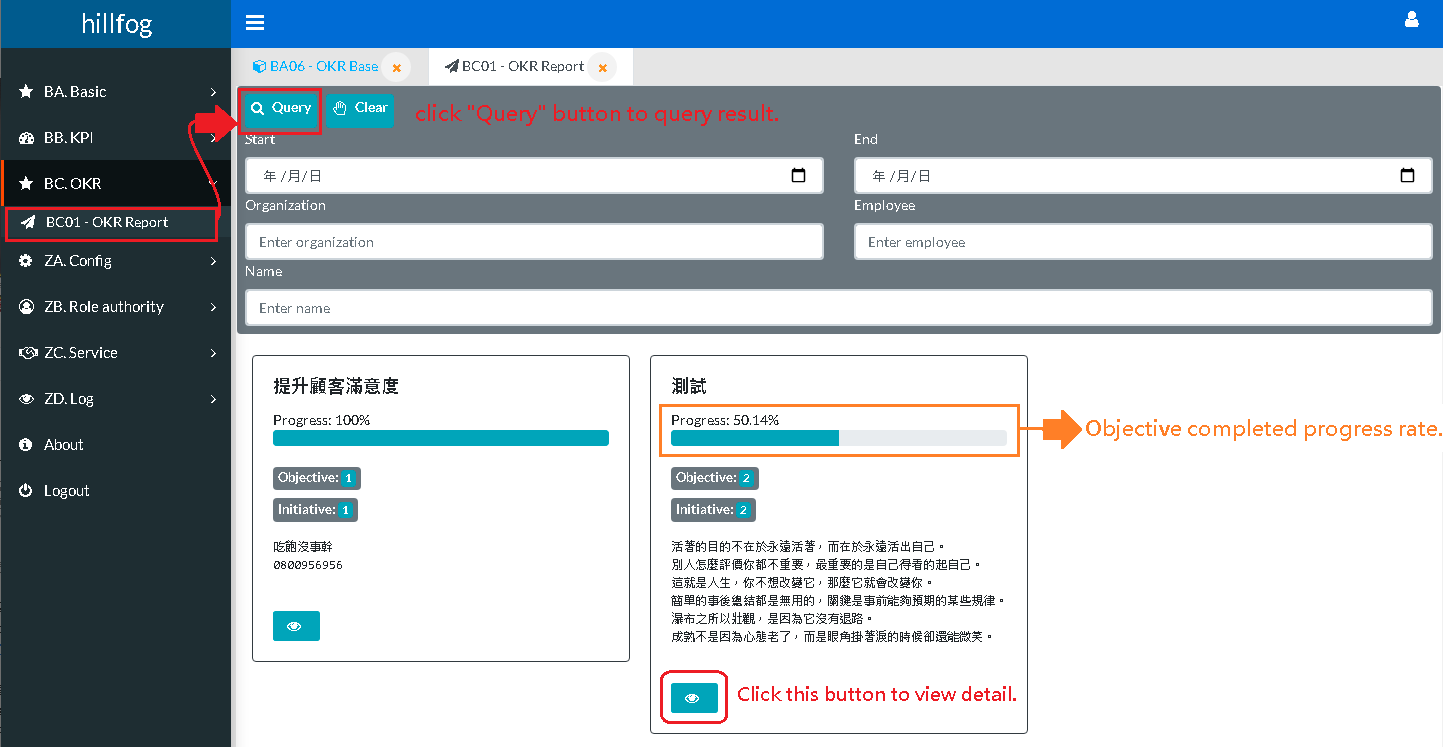 hillfog
BA. Basic
BB. KPI
BC. OKR
BC01 - OKR Report
ZA. Config
ZB. Role authority
ZC. Service
ZD. Log
About
Logout
BA06 - OKR Base
BC01 - OKR Report
Query
Clear
click "Query" button to query result.
Start
End
年 /月/日
年 /月/日
Organization
Employee
Enter organization
Enter employee
Name
Enter name
提升顧客滿意度
Progress: 100%
Objective: 1
Initiative: 1
吃飽沒事幹
0800956956
測試
Progress: 50.14%
Objective completed progress rate.
Objective: 2
Initiative: 2
活著的目的不在於永遠活著，而在於永遠活出自己。
別人怎麼評價你都不重要，最重要的是自己得看的起自己。
這就是人生，你不想改變它，那麼它就會改變你。
簡單的事後總結都是無用的，關鍵是事前能夠預期的某些規律。
瀑布之所以壯觀，是因為它沒有退路。
成熟不是因為心態老了，而是眼角掛著淚的時候卻還能微笑。
Click this button to view detail.